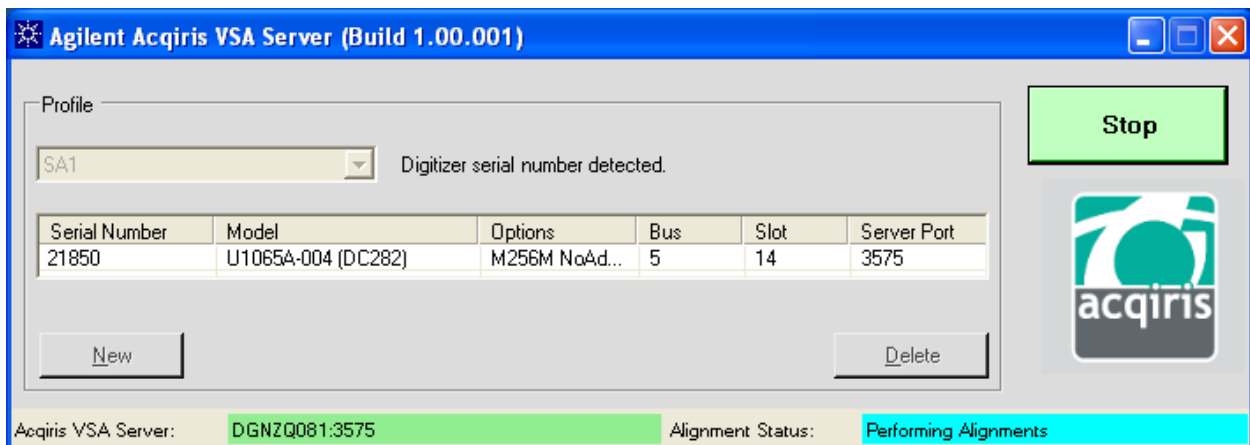 Agilent Acqiris VSA Server (Build 1.00.001)
Profile
SA1 Digitizer serial number detected.
Stop
Serial Number Model Options Bus Slot Server Port
21850 U1065A-004 (DC282) M256M NoAd... 5 14 3575
acqiris
New Delete
Acqiris VSA Server: DGNZQ081:3575 Alignment Status: Performing Alignments